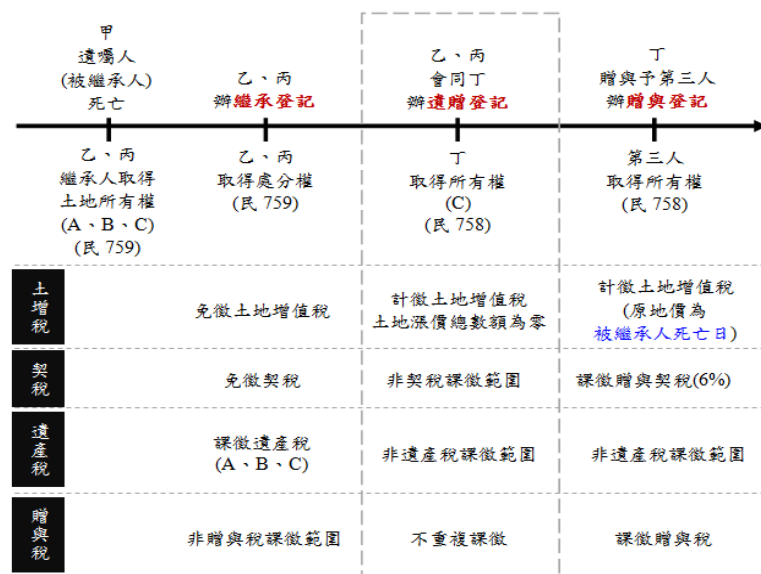 甲
遺囑人
(被繼承人)
死亡
乙、丙
辦繼承登記
乙、丙
會同丁
辦遺贈登記
丁
贈與予第三人
辦贈與登記
乙、丙
繼承人取得
土地所有權
(A、B、C)
(民 759)
乙、丙
取得處分權
(民 759)
丁
取得所有權
(C)
(民 758)
第三人
取得所有權
(民 758)
土增稅
免徵土地增值稅
計徵土地增值稅
土地漲價總數額為零
計徵土地增值稅
(原地價為
被繼承人死亡日)
契稅
免徵契稅
非契稅課徵範圍
課徵贈與契稅(6%)
遺產稅
課徵遺產稅
(A、B、C)
非遺產稅課徵範圍
非遺產稅課徵範圍
贈與稅
非贈與稅課徵範圍
不重複課徵
課徵贈與稅